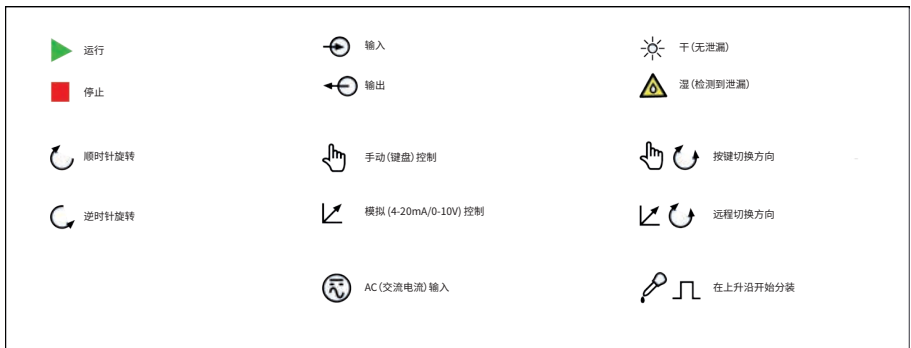 运行
输入
干(无泄漏)
停止
输出
湿(检测到泄漏)
顺时针旋转
手动(键盘)控制
按键切换方向
逆时针旋转
模拟 (4-20mA/0-10V) 控制
远程切换方向
AC(交流电流)输入
在上升沿开始分装